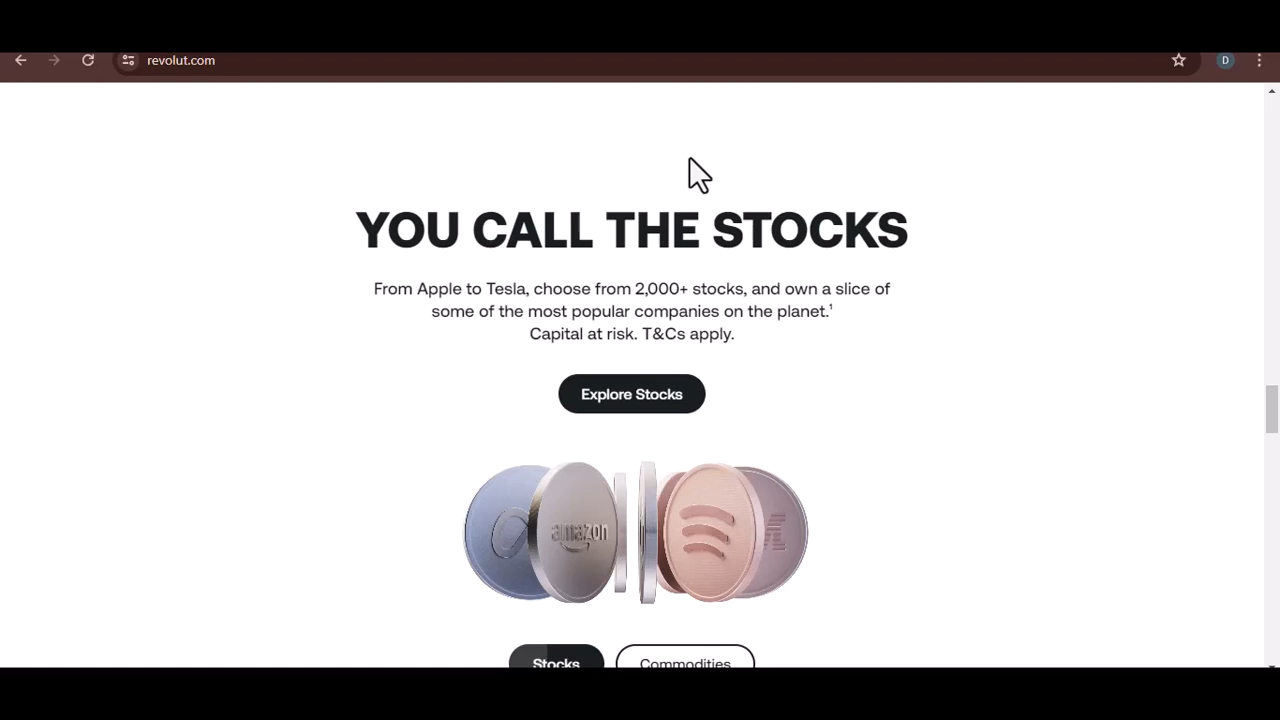 revolut.com
D
YOU CALL THE STOCKS
From Apple to Tesla, choose from 2,000+ stocks, and own a slice of
some of the most popular companies on the planet.¹
Capital at risk. T&Cs apply.
Explore Stocks
amazon
Stocks
Commodities